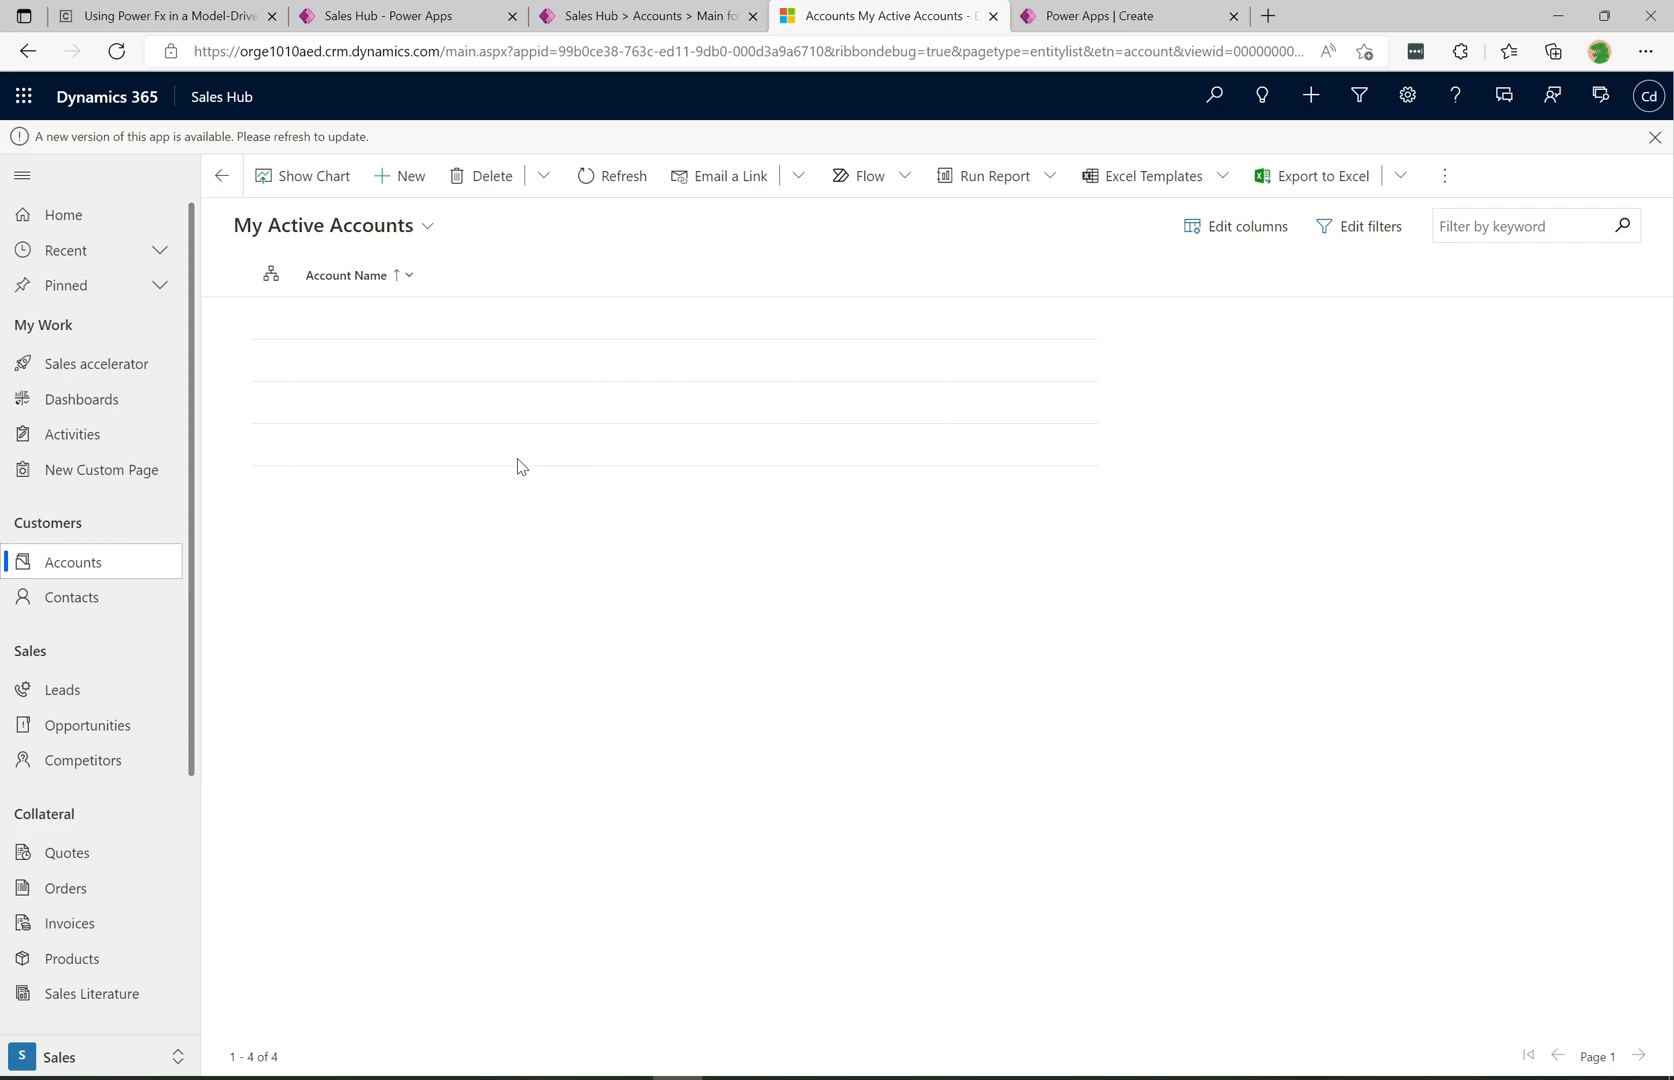 Using Power Fx in a Model-Drive
Sales Hub - Power Apps
Sales Hub > Accounts > Main fo
Accounts My Active Accounts - D
Power Apps | Create
https://orge1010aed.crm.dynamics.com/main.aspx?appid=99b0ce38-763c-ed11-9db0-000d3a9a6710&ribbondebug=true&pagetype=entitylist&etn=account&viewid=00000000...
Dynamics 365
Sales Hub
Cd
A new version of this app is available. Please refresh to update.
Show Chart
New
Delete
Refresh
Email a Link
Flow
Run Report
Excel Templates
Export to Excel
Home
Recent
Pinned
My Work
Sales accelerator
Dashboards
Activities
New Custom Page
Customers
Accounts
Contacts
Sales
Leads
Opportunities
Competitors
Collateral
Quotes
Orders
Invoices
Products
Sales Literature
S Sales
My Active Accounts
Edit columns
Edit filters
Filter by keyword
Account Name ↑
1 - 4 of 4
Page 1